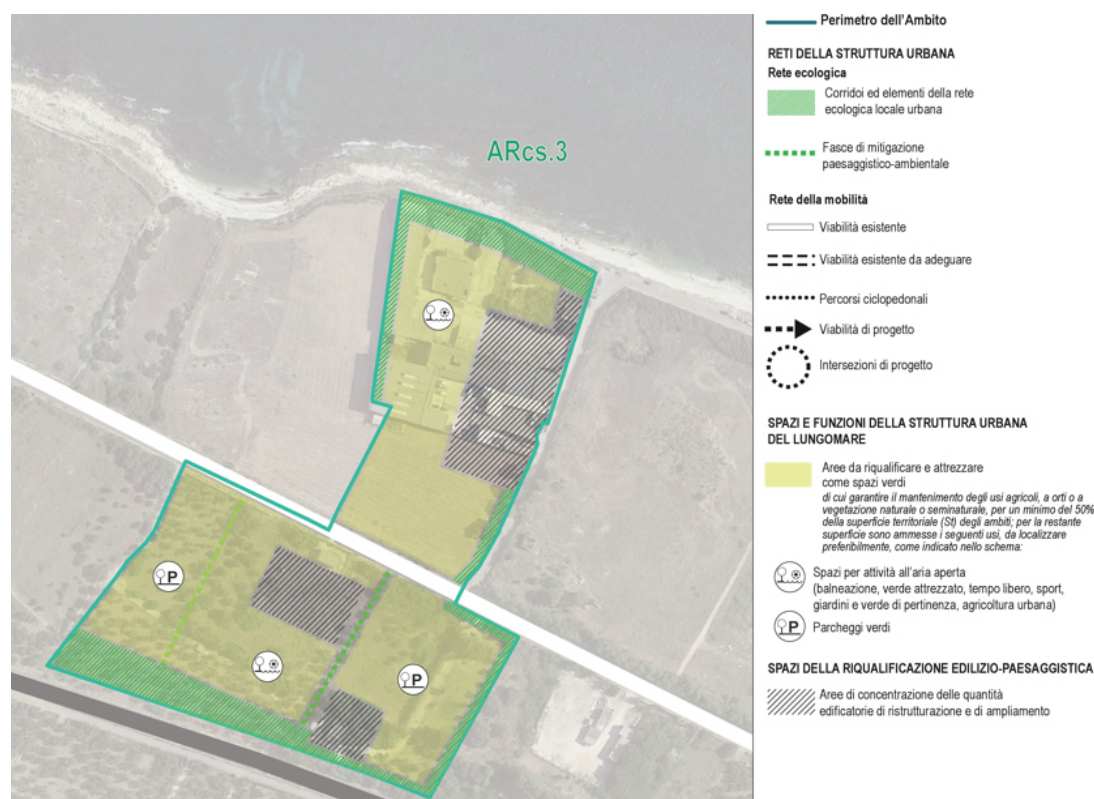 ARcs.3
P
P
Perimetro dell'Ambito
RETI DELLA STRUTTURA URBANA
Rete ecologica
Corridoi ed elementi della rete
ecologica locale urbana
Fasce di mitigazione
paesaggistico-ambientale
Rete della mobilità
Viabilità esistente
Viabilità esistente da adeguare
Percorsi ciclopedonali
Viabilità di progetto
Intersezioni di progetto
SPAZI E FUNZIONI DELLA STRUTTURA URBANA
DEL LUNGOMARE
Aree da riqualificare e attrezzare
come spazi verdi
di cui garantire il mantenimento degli usi agricoli, a orti o a
vegetazione naturale o seminaturale, per un minimo del 50%
della superficie territoriale (St) degli ambiti; per la restante
superficie sono ammesse i seguenti usi, da localizzare
preferibilmente, come indicato nello schema:
Spazi per attività all'aria aperta
(balneazione, verde attrezzato, tempo libero, sport,
giardini e verde di pertinenza, agricoltura urbana)
P
Parcheggi verdi
SPAZI DELLA RIQUALIFICAZIONE EDILIZIO-PAESAGGISTICA
Aree di concentrazione delle quantità
edificatorie di ristrutturazione e di ampliamento